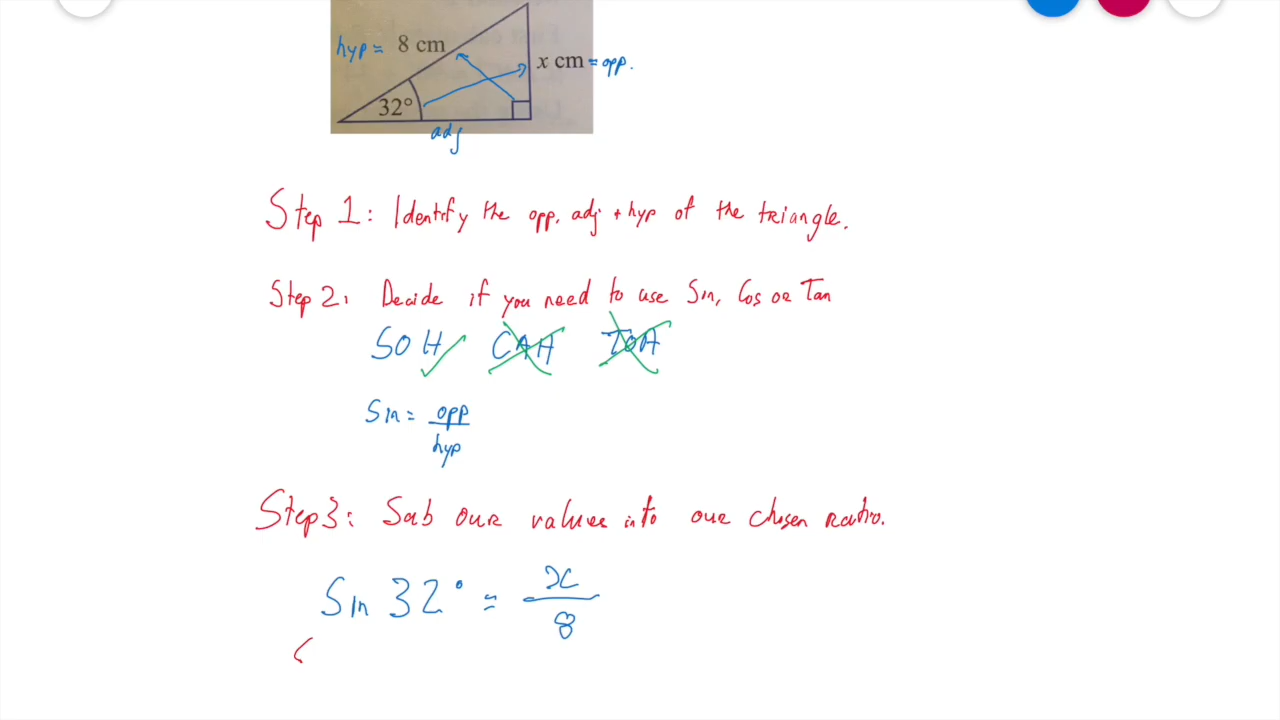 hyp = 8 cm
x cm = opp.
32°
adj
Step 1: Identify the opp, adj + hyp of the triangle.
Step 2: Decide if you need to use Sin, Cos or Tan
SOH CAH TOA
Sin = opp
hyp
Step 3: Sub our values into our chosen ratio.
Sin 32° = x
8